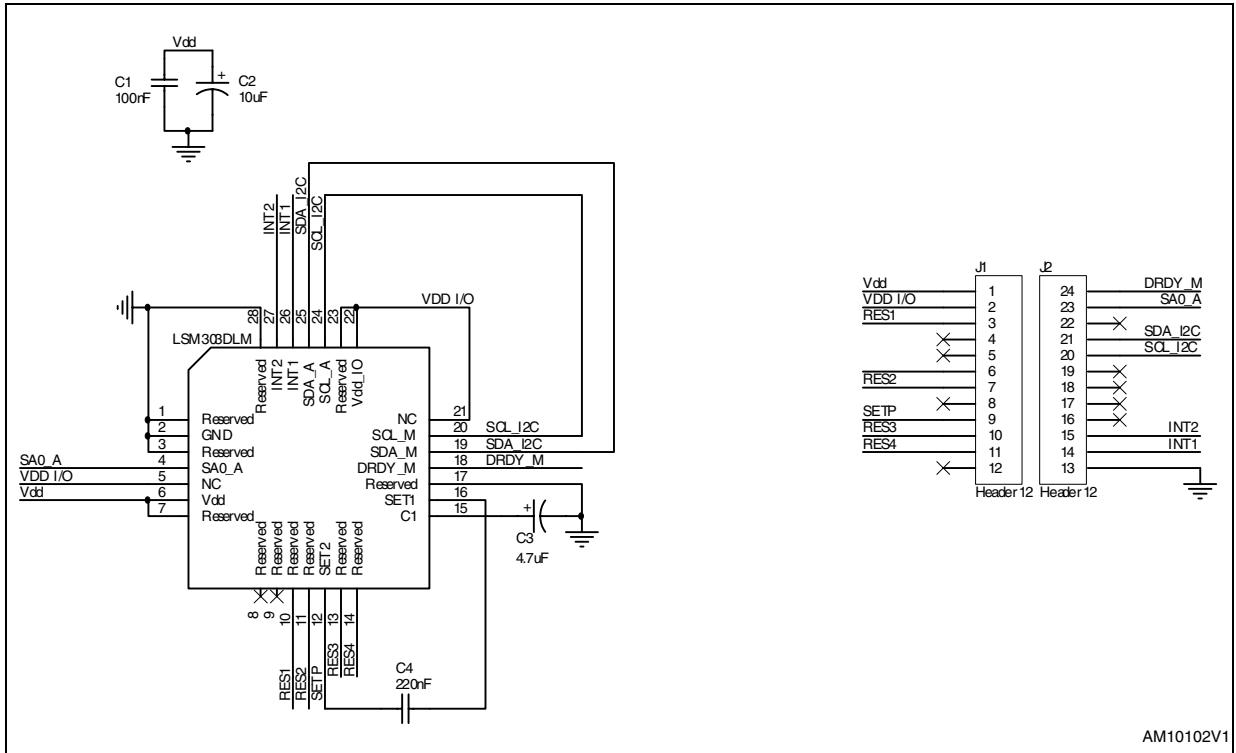 Vdd
C1
100nF
+
C2
10uF
INT2
INT1
SDA_I2C
SCL_I2C
VDD I/O
28
27
26
25
24
23
22
LSM303DLM
Reserved
INT2
INT1
SDA_A
SCL_A
Reserved
Vdd_IO
1 Reserved
2 GND
3 Reserved
SA0_A 4 SA0_A
VDD I/O 5 NC
Vdd 6 Vdd
7 Reserved
NC 21
SCL_M 20 SCL_I2C
SDA_M 19 SDA_I2C
DRDY_M 18 DRDY_M
Reserved 17
SET1 16
C1 15
+
C3
4.7uF
Reserved
Reserved
Reserved
Reserved
SET2
Reserved
Reserved
8
9
10
11
12
13
14
RES1
RES2
SETP
RES3
RES4
C4
220nF
J1
Vdd 1
VDD I/O 2
RES1 3
4
5
6
RES2 7
8
SETP 9
RES3 10
RES4 11
12
Header 12
J2
24 DRDY_M
23 SA0_A
22
21 SDA_I2C
20 SCL_I2C
19
18
17
16
15 INT2
14 INT1
13
Header 12
AM10102V1